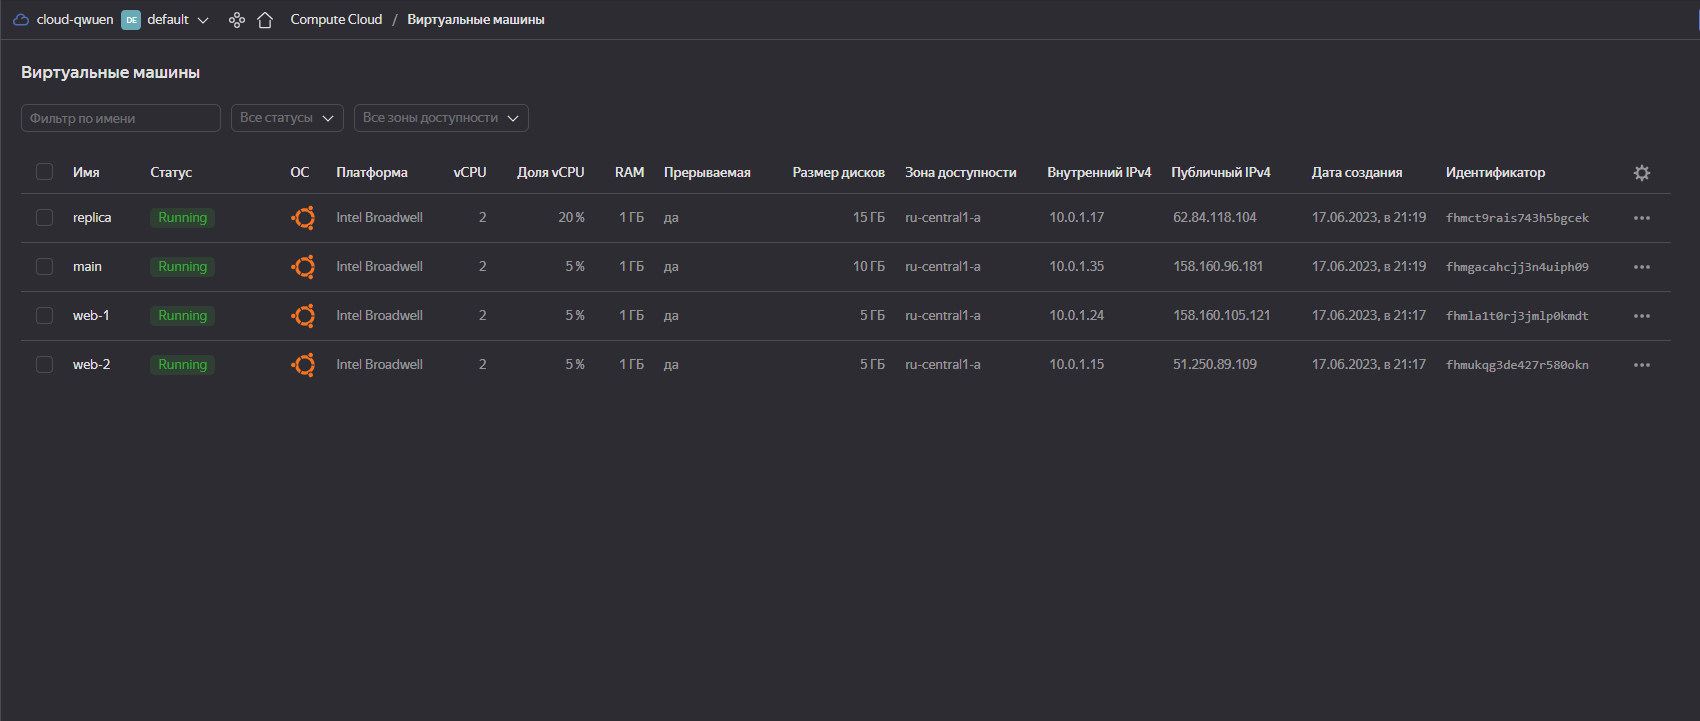 cloud-qwuen DE default Compute Cloud / Виртуальные машины
Виртуальные машины
Фильтр по имени Все статусы Все зоны доступности
Имя Статус ОС Платформа vCPU Доля vCPU RAM Прерываемая Размер дисков Зона доступности Внутренний IPv4 Публичный IPv4 Дата создания Идентификатор
replica Running Intel Broadwell 2 20 % 1 ГБ да 15 ГБ ru-central1-a 10.0.1.17 62.84.118.104 17.06.2023, в 21:19 fhmct9rais743h5bgcek
main Running Intel Broadwell 2 5 % 1 ГБ да 10 ГБ ru-central1-a 10.0.1.35 158.160.96.181 17.06.2023, в 21:19 fhmgacahcjj3n4uiph09
web-1 Running Intel Broadwell 2 5 % 1 ГБ да 5 ГБ ru-central1-a 10.0.1.24 158.160.105.121 17.06.2023, в 21:17 fhmla1t0rj3jmlp0kmdt
web-2 Running Intel Broadwell 2 5 % 1 ГБ да 5 ГБ ru-central1-a 10.0.1.15 51.250.89.109 17.06.2023, в 21:17 fhmukqg3de427r580okn